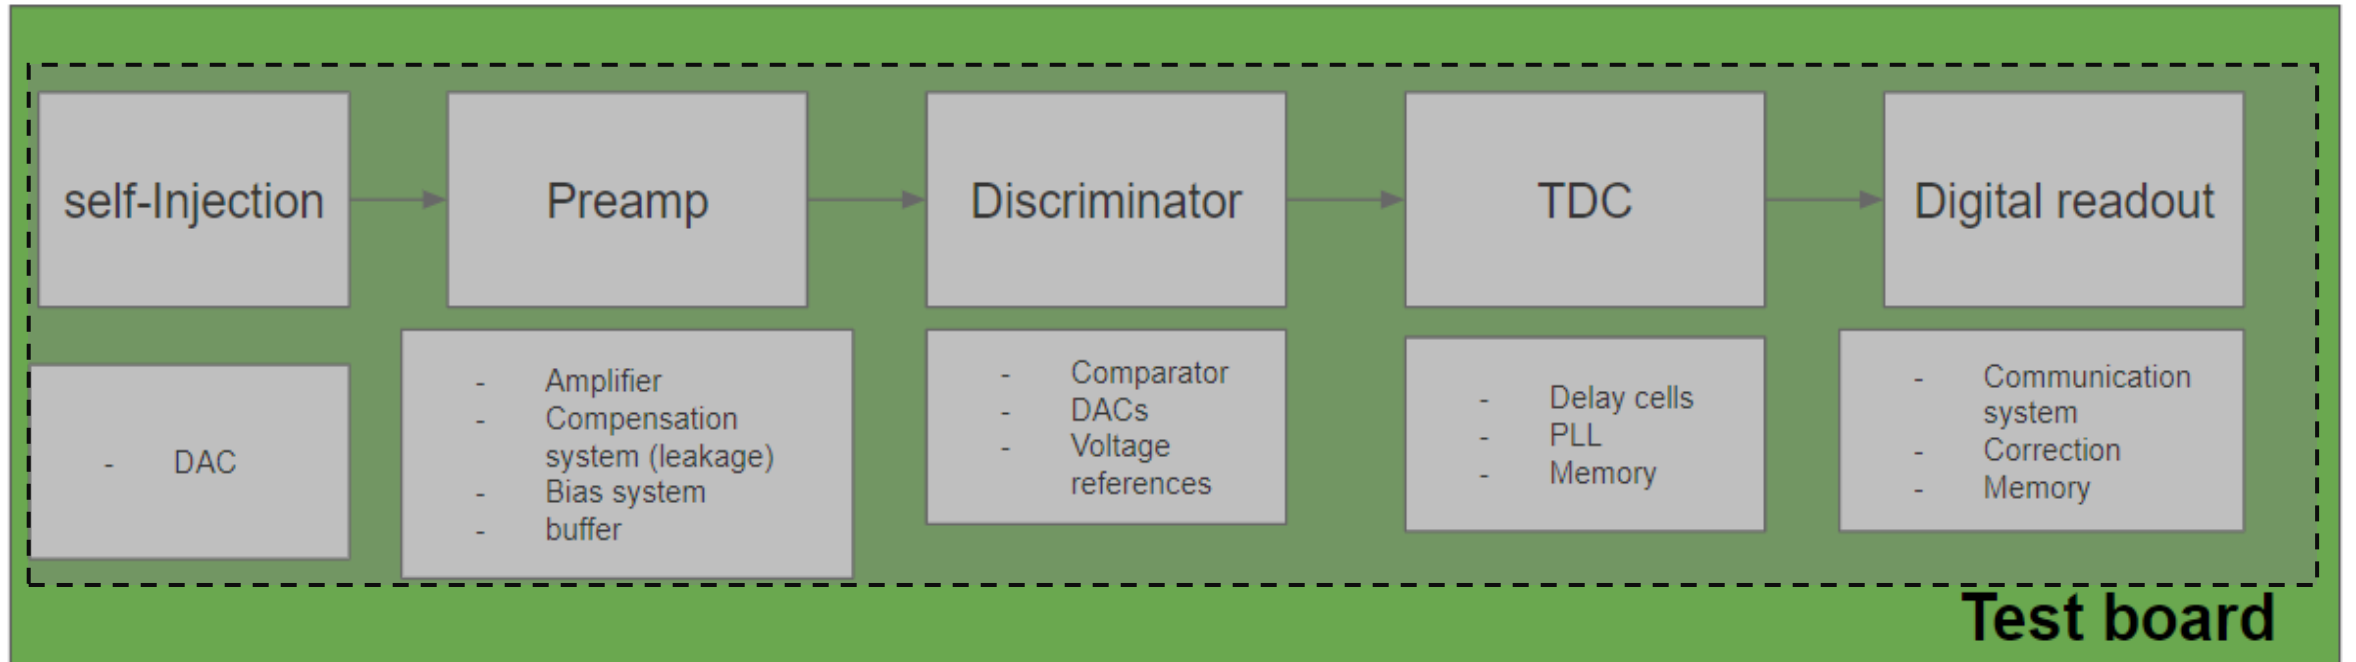 self-Injection
Preamp
Discriminator
TDC
Digital readout
- DAC
- Amplifier
- Compensation
system (leakage)
- Bias system
- buffer
- Comparator
- DACs
- Voltage
references
- Delay cells
- PLL
- Memory
- Communication
system
- Correction
- Memory
Test board